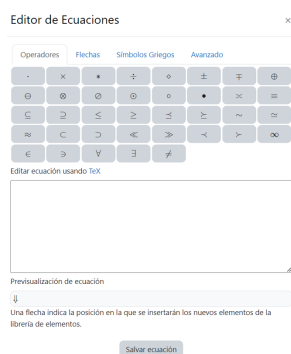 Editor de Ecuaciones ×
Operadores Flechas Símbolos Griegos Avanzado
· × * ÷ ⋄ ± ∓ ⊕
⊖ ⊗ ⊘ ⊙ ∘ • ≍ ≡
⊆ ⊇ ≤ ≥ ⪯ ⪰ ∼ ≃
≈ ⊂ ⊃ ≪ ≫ ≺ ≻ ∞
∈ ∋ ∀ ∃ ≠
Editar ecuación usando TeX
Previsualización de ecuación
⇓
Una flecha indica la posición en la que se insertarán los nuevos elementos de la
librería de elementos.
Salvar ecuación